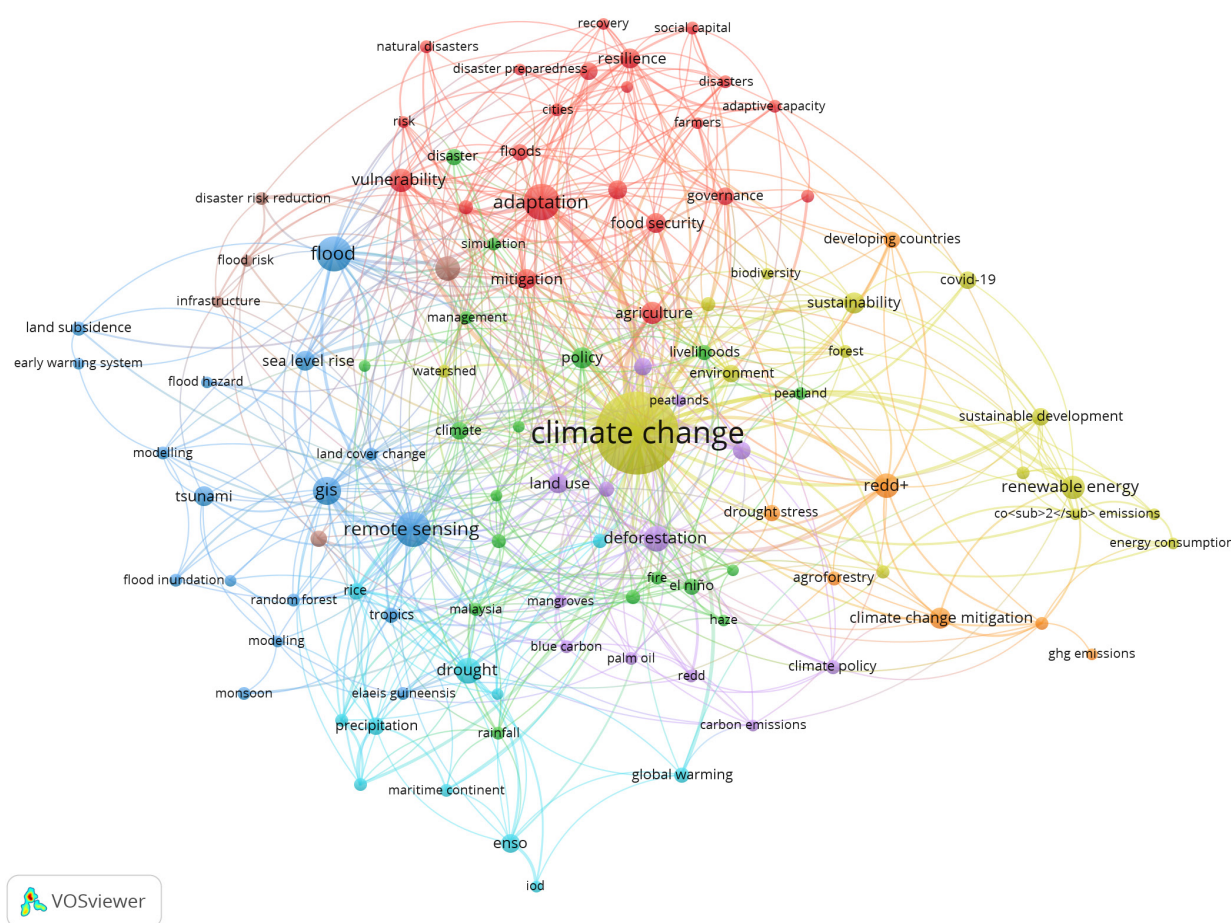 recovery
social capital
natural disasters
resilience
disaster preparedness
disasters
cities
adaptive capacity
risk
farmers
disaster
floods
vulnerability
disaster risk reduction
adaptation
governance
food security
simulation
developing countries
flood
flood risk
biodiversity
mitigation
covid-19
infrastructure
sustainability
agriculture
management
land subsidence
policy
livelihoods
forest
sea level rise
early warning system
watershed
environment
flood hazard
peatlands
peatland
sustainable development
climate
climate change
modelling
land cover change
land use
redd+
renewable energy
gis
tsunami
drought stress
co<sub>2</sub> emissions
remote sensing
deforestation
energy consumption
flood inundation
fire
el niño
agroforestry
rice
random forest
mangroves
malaysia
tropics
haze
climate change mitigation
modeling
blue carbon
palm oil
ghg emissions
drought
redd
climate policy
monsoon
elaeis guineensis
precipitation
rainfall
carbon emissions
global warming
maritime continent
enso
iod
VOSviewer